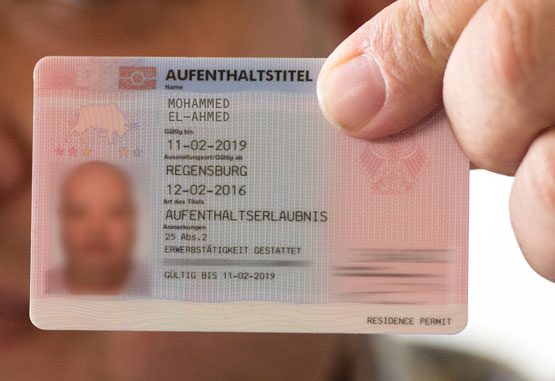 AUFENTHALTSTITEL
Name
MOHAMMED
EL-AHMED
Gültig bis
11-02-2019
Ausstellungsort/Gültig ab
REGENSBURG
12-02-2016
Art des Titels
AUFENTHALTSERLAUBNIS
Anmerkungen
25 Abs.2
ERWERBSTÄTIGKEIT GESTATTET
GÜLTIG BIS 11-02-2019
RESIDENCE PERMIT